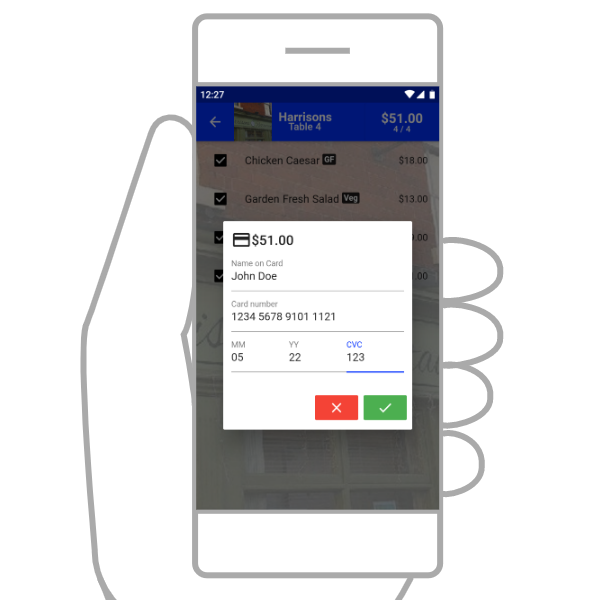 12:27
Harrisons
Table 4
$51.00
4 / 4
Chicken Caesar GF
$18.00
Garden Fresh Salad Veg
$13.00
.00
.00
$51.00
Name on Card
John Doe
Card number
1234 5678 9101 1121
MM YY CVC
05 22 123